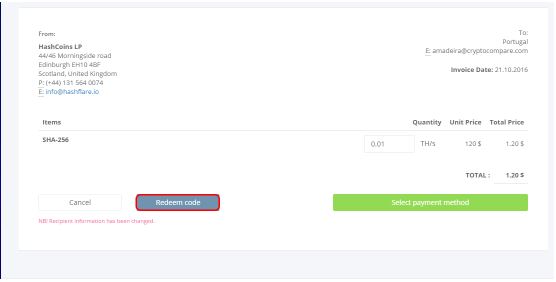 From:
HashCoins LP
44/46 Morningside road
Edinburgh EH10 4BF
Scotland, United Kingdom
P: (+44) 131 564 0074
E: info@hashflare.io
To:
Portugal
E: amadeira@cryptocompare.com
Invoice Date: 21.10.2016
Items Quantity Unit Price Total Price
SHA-256 0.01 TH/s 120 $ 1.20 $
TOTAL : 1.20 $
Cancel Redeem code Select payment method
NB! Recipient information has been changed.